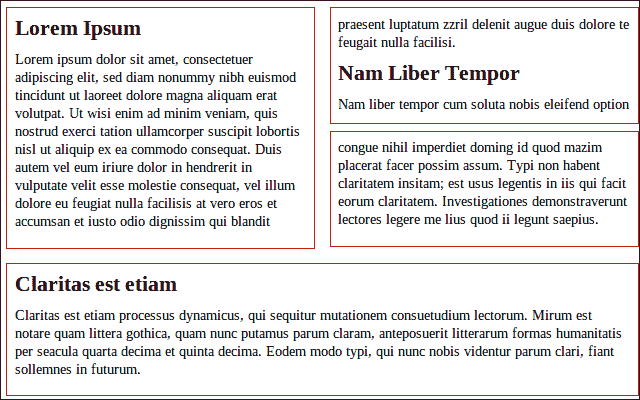 Lorem Ipsum
Lorem ipsum dolor sit amet, consectetuer
adipiscing elit, sed diam nonummy nibh euismod
tincidunt ut laoreet dolore magna aliquam erat
volutpat. Ut wisi enim ad minim veniam, quis
nostrud exerci tation ullamcorper suscipit lobortis
nisl ut aliquip ex ea commodo consequat. Duis
autem vel eum iriure dolor in hendrerit in
vulputate velit esse molestie consequat, vel illum
dolore eu feugiat nulla facilisis at vero eros et
accumsan et iusto odio dignissim qui blandit
praesent luptatum zzril delenit augue duis dolore te
feugait nulla facilisi.
Nam Liber Tempor
Nam liber tempor cum soluta nobis eleifend option
congue nihil imperdiet doming id quod mazim
placerat facer possim assum. Typi non habent
claritatem insitam; est usus legentis in iis qui facit
eorum claritatem. Investigationes demonstraverunt
lectores legere me lius quod ii legunt saepius.
Claritas est etiam
Claritas est etiam processus dynamicus, qui sequitur mutationem consuetudium lectorum. Mirum est
notare quam littera gothica, quam nunc putamus parum claram, anteposuerit litterarum formas humanitatis
per seacula quarta decima et quinta decima. Eodem modo typi, qui nunc nobis videntur parum clari, fiant
sollemnes in futurum.